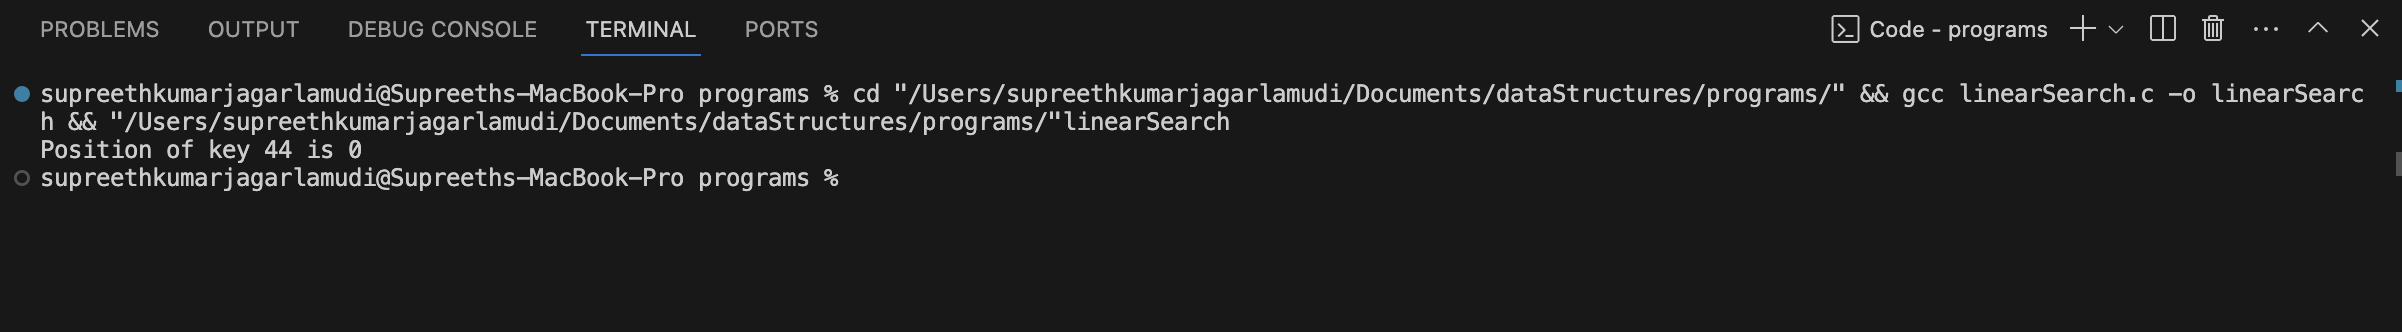 PROBLEMS OUTPUT DEBUG CONSOLE TERMINAL PORTS Code - programs
supreethkumarjagarlamudi@Supreeths-MacBook-Pro programs % cd "/Users/supreethkumarjagarlamudi/Documents/dataStructures/programs/" && gcc linearSearch.c -o linearSearc
h && "/Users/supreethkumarjagarlamudi/Documents/dataStructures/programs/"linearSearch
Position of key 44 is 0
supreethkumarjagarlamudi@Supreeths-MacBook-Pro programs %